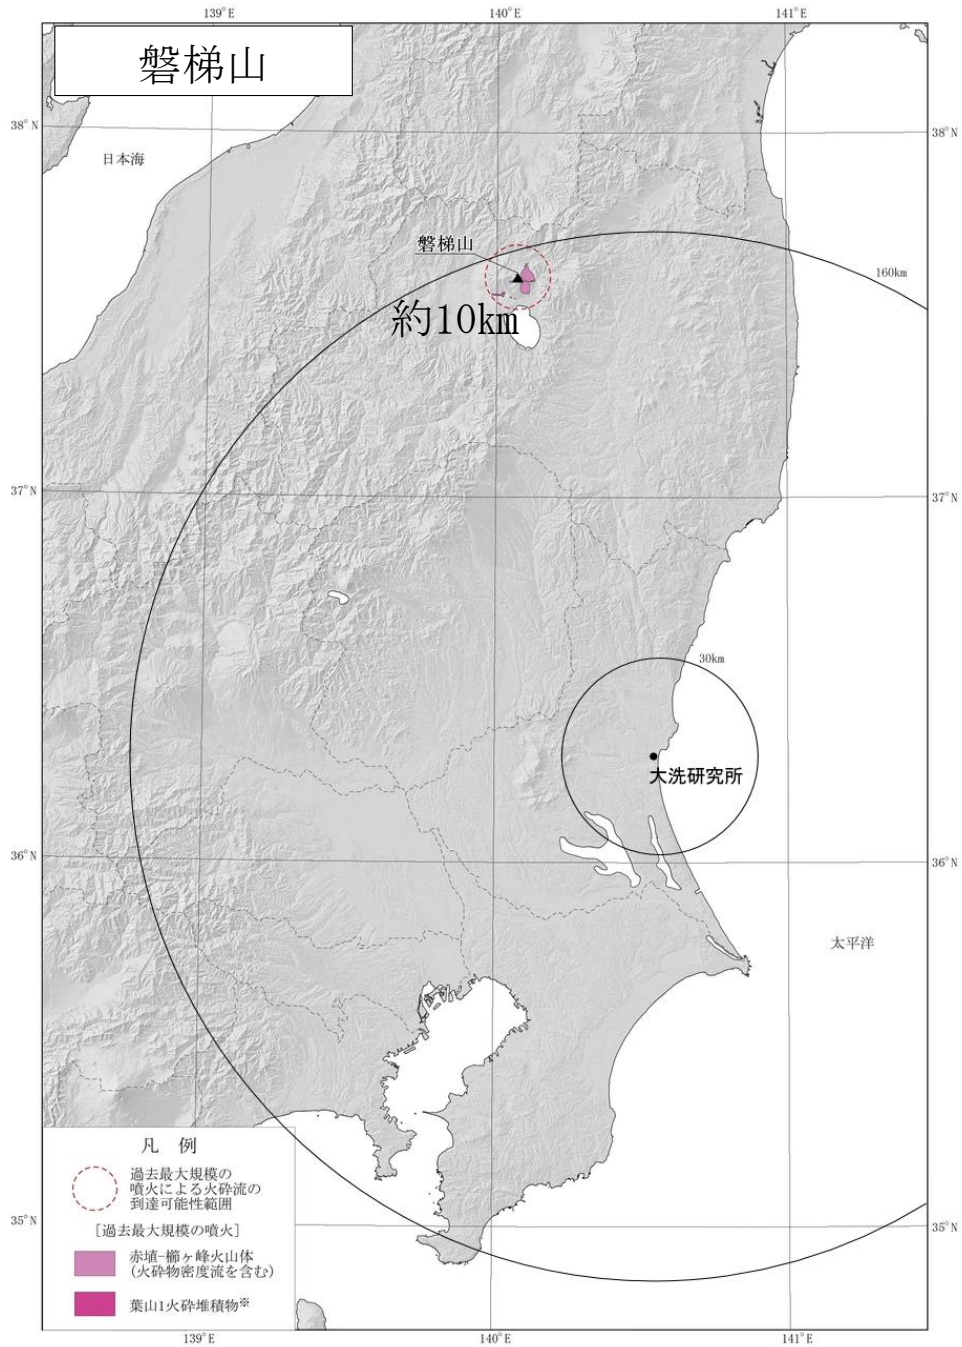 139°E
140°E
141°E
磐梯山
38°N
38°N
日本海
磐梯山
160km
約10km
37°N
37°N
30km
大洗研究所
36°N
36°N
太平洋
凡 例
過去最大規模の
噴火による火砕流の
到達可能性範囲
[過去最大規模の噴火]
赤埴-櫛ヶ峰火山体
(火砕物密度流を含む)
葉山1火砕堆積物※
35°N
35°N
139°E
140°E
141°E